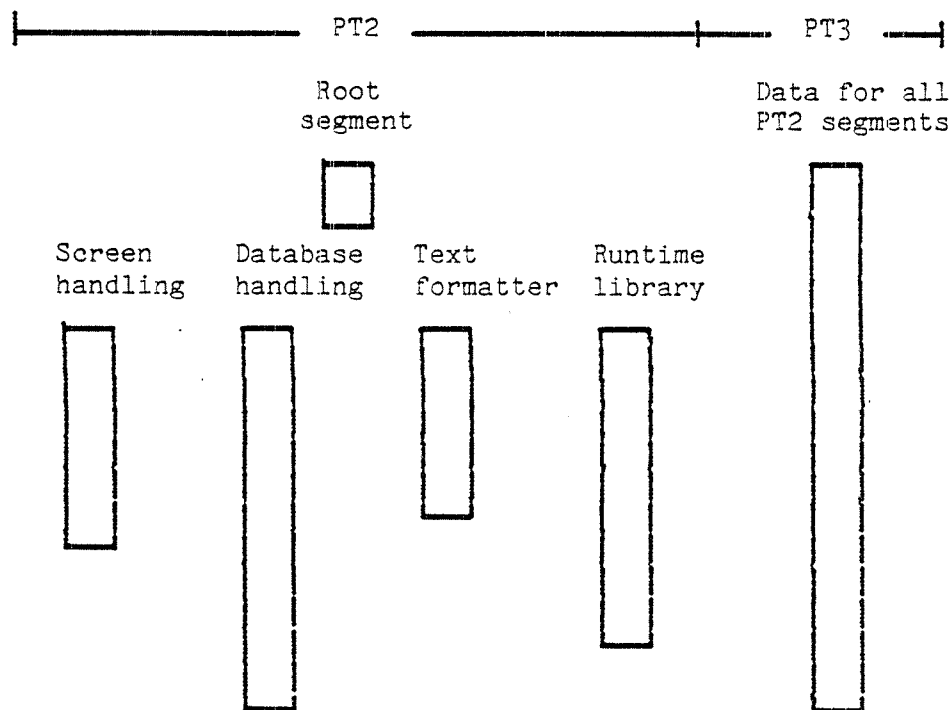 PT2
PT3
Root
segment
Data for all
PT2 segments
Screen
handling
Database
handling
Text
formatter
Runtime
library